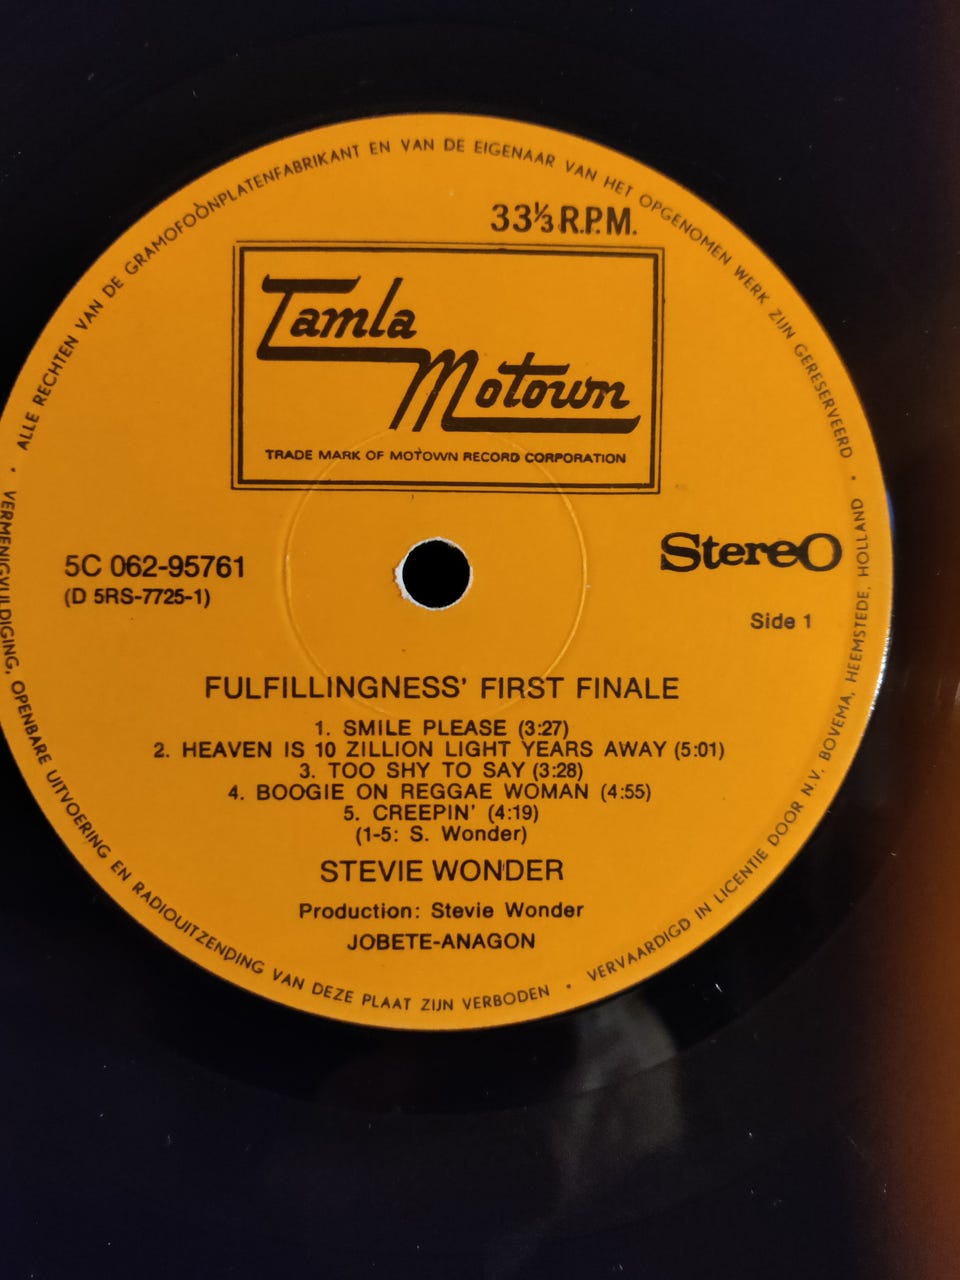 ALLE RECHTEN VAN DE GRAMOFOONPLATENFABRIKANT EN VAN DE EIGENAAR VAN HET OPGENOMEN WERK ZIJN GERESERVEERD •
33⅓ R.P.M.
Tamla
Motown
TRADE MARK OF MOTOWN RECORD CORPORATION
5C 062-95761
(D 5RS-7725-1)
Stereo
Side 1
FULFILLINGNESS' FIRST FINALE
1. SMILE PLEASE (3:27)
2. HEAVEN IS 10 ZILLION LIGHT YEARS AWAY (5:01)
3. TOO SHY TO SAY (3:28)
4. BOOGIE ON REGGAE WOMAN (4:55)
5. CREEPIN' (4:19)
(1-5: S. Wonder)
STEVIE WONDER
Production: Stevie Wonder
JOBETE-ANAGON
VERMENIGVULDIGING, OPENBARE UITVOERING EN RADIOUITZENDING VAN DEZE PLAAT ZIJN VERBODEN •
VERVAARDIGD IN LICENTIE DOOR N.V. BOVEMA, HEEMSTEDE, HOLLAND